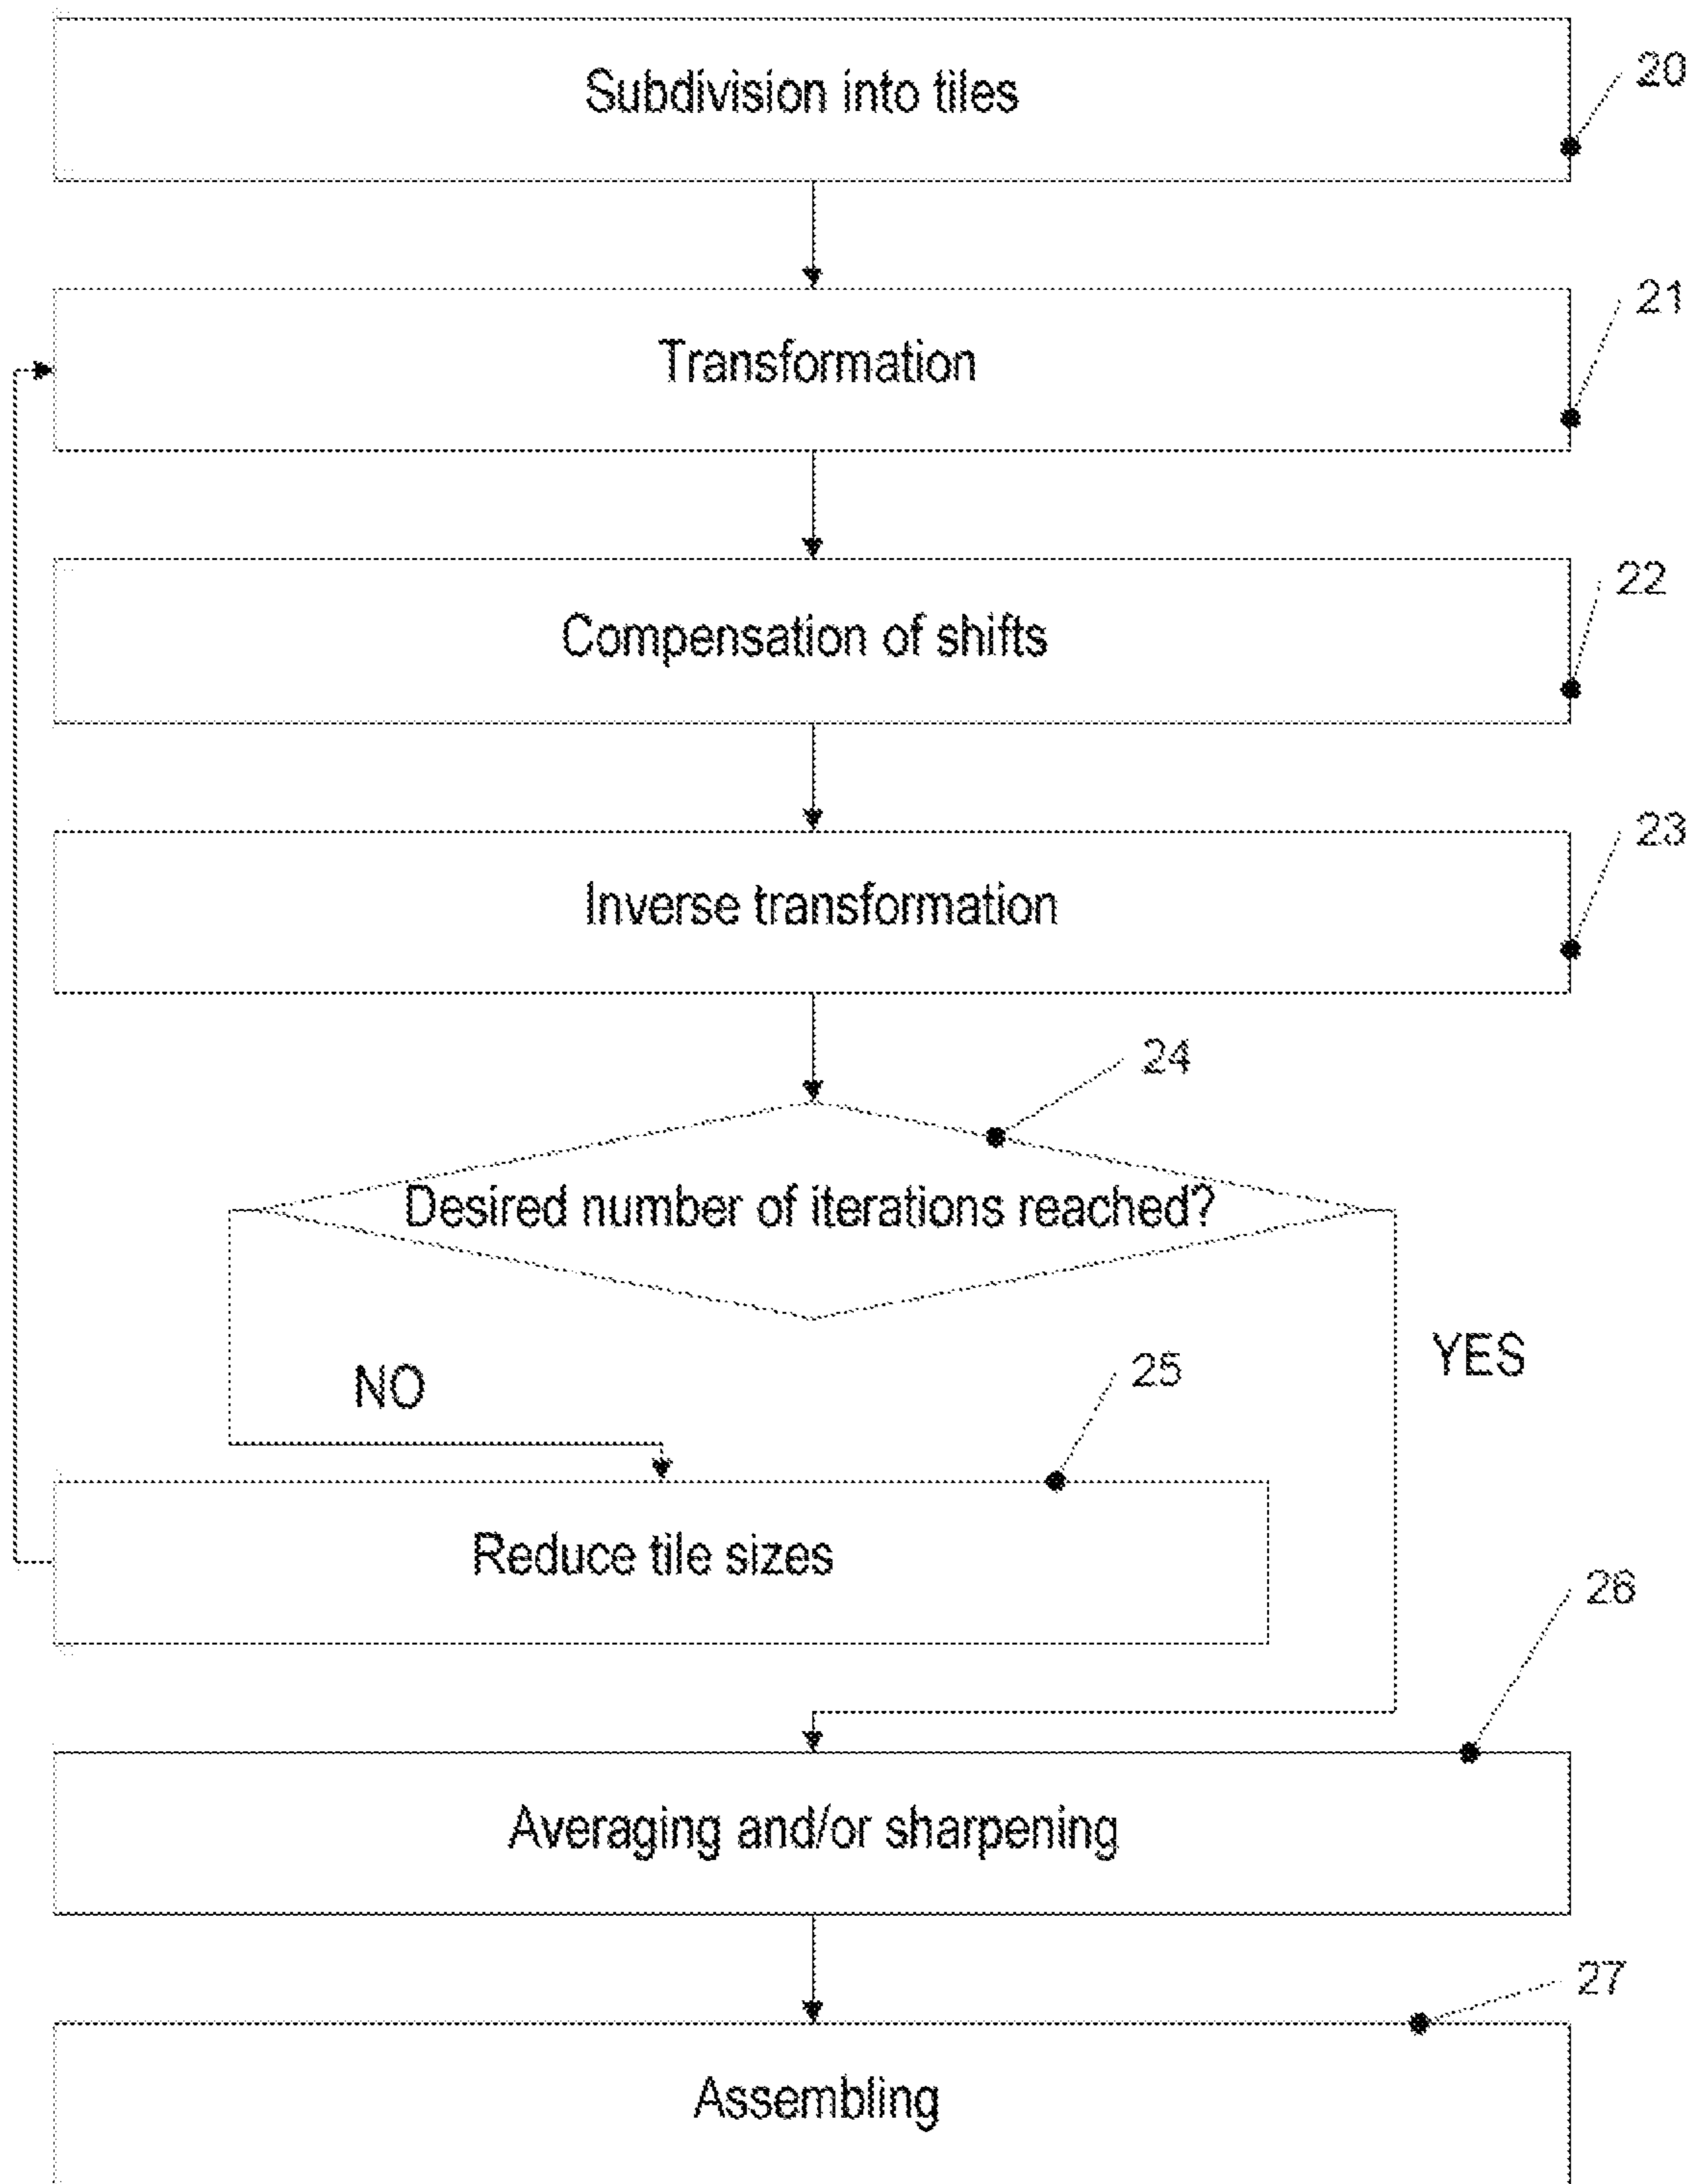 Subdivision into tiles
20
Transformation
21
Compensation of shifts
22
Inverse transformation
23
24
Desired number of iterations reached?
YES
NO
25
Reduce tile sizes
26
Averaging and/or sharpening
27
Assembling